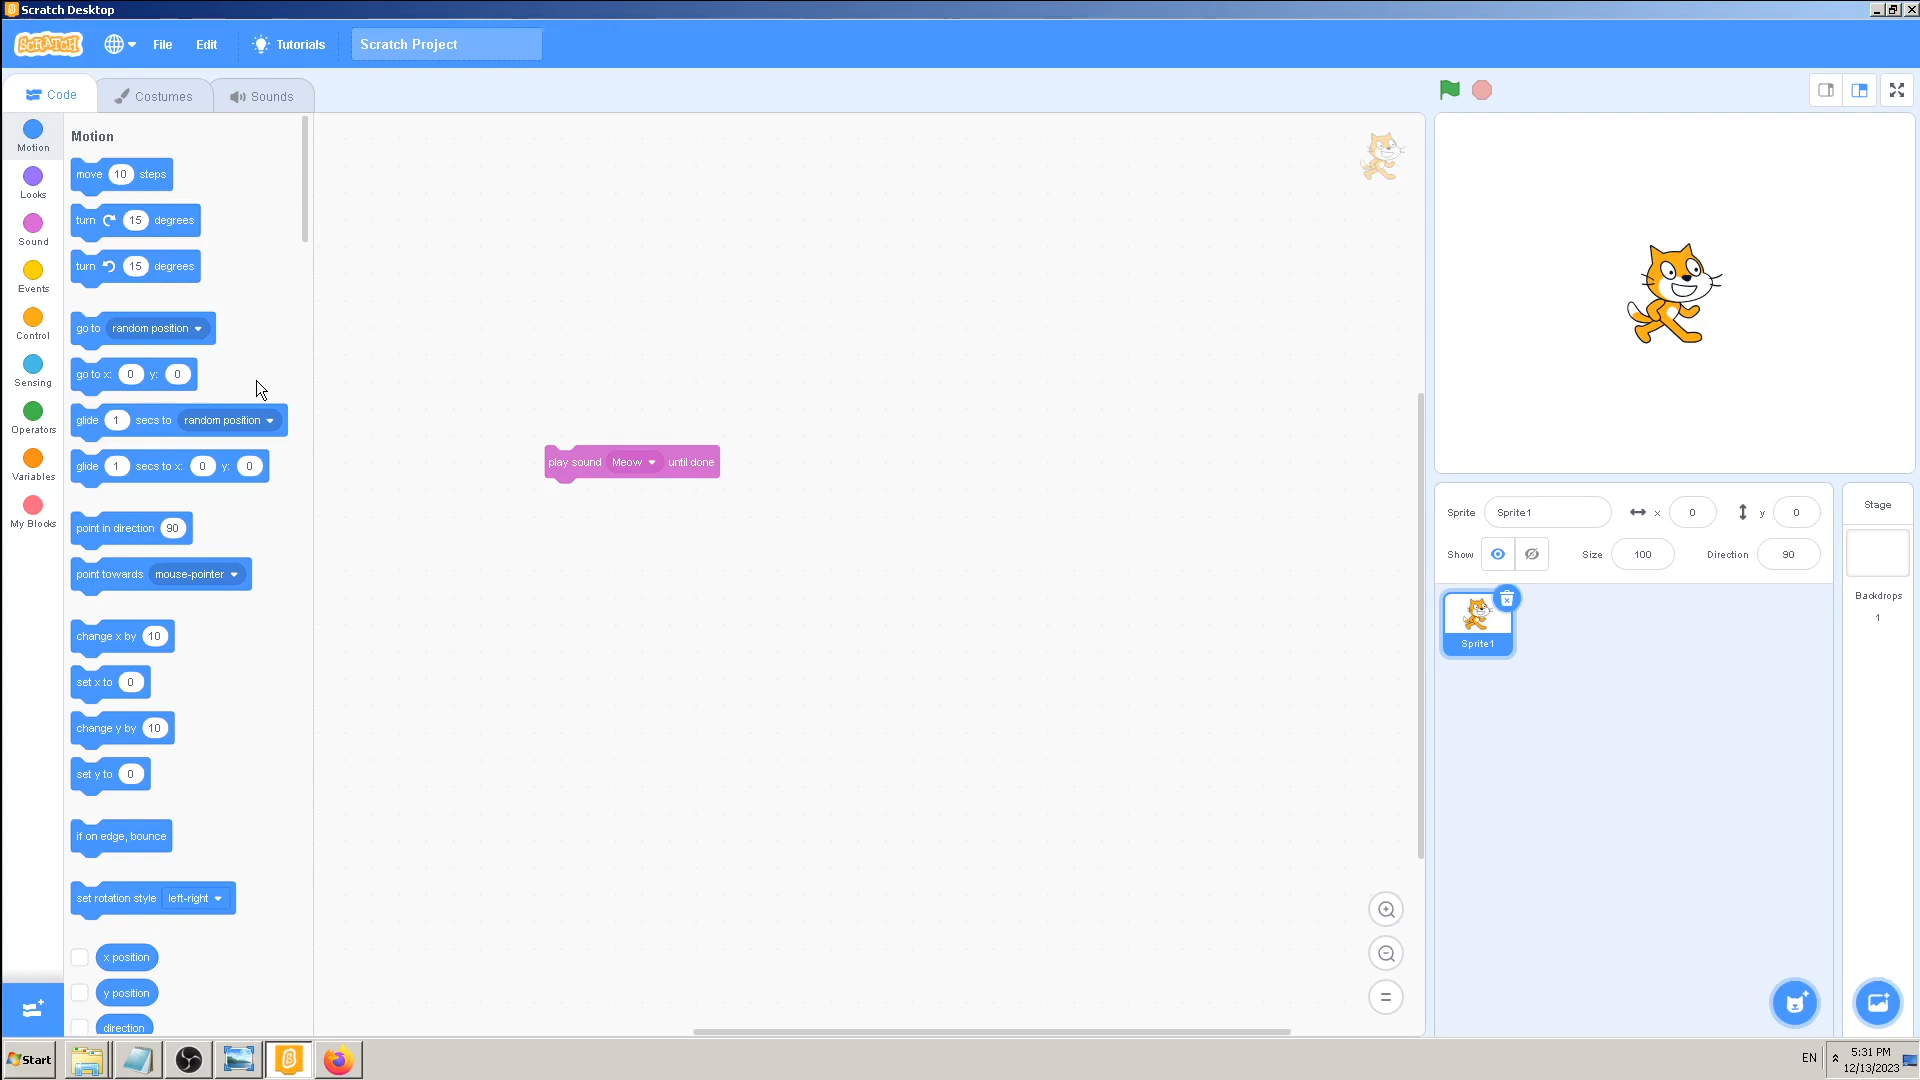 Scratch Desktop
SCRATCH File Edit Tutorials Scratch Project
Code Costumes Sounds
Motion
Looks
Sound
Events
Control
Sensing
Operators
Variables
My Blocks
Motion
move 10 steps
turn 15 degrees
turn 15 degrees
go to random position
go to x: 0 y: 0
glide 1 secs to random position
glide 1 secs to x: 0 y: 0
point in direction 90
point towards mouse-pointer
change x by 10
set x to 0
change y by 10
set y to 0
if on edge, bounce
set rotation style left-right
x position
y position
direction
play sound Meow until done
Sprite Sprite1 x 0 y 0
Show Size 100 Direction 90
Sprite1
Stage
Backdrops
1
Start
EN
5:31 PM
12/13/2023